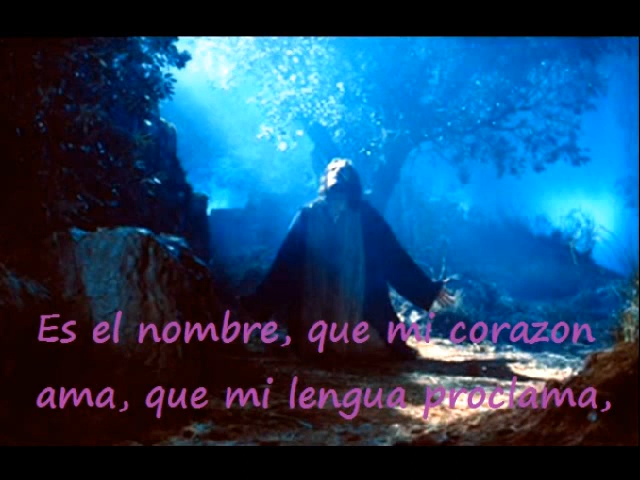 Es el nombre, que mi corazon
ama, que mi lengua proclama,